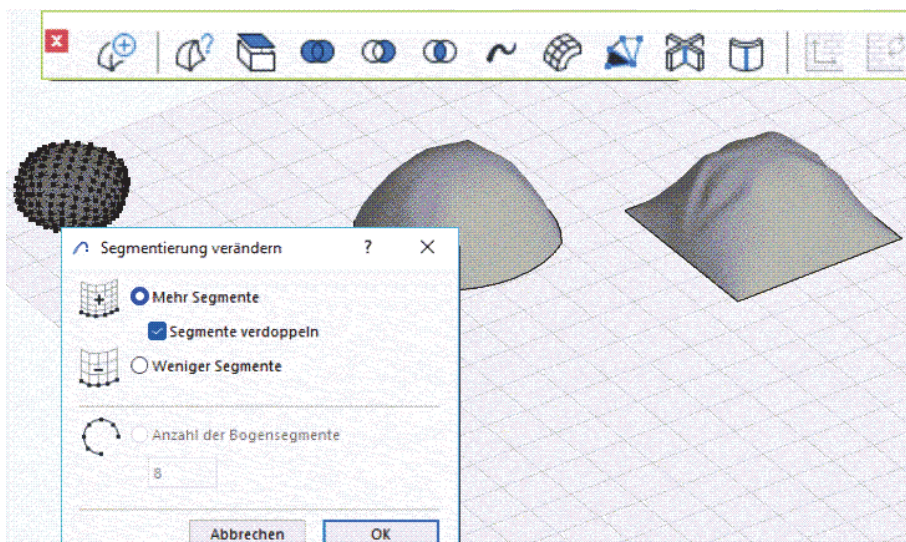 x
Segmentierung verändern ?
Mehr Segmente
Segmente verdoppeln
Weniger Segmente
Anzahl der Bogensegmente
8
Abbrechen OK